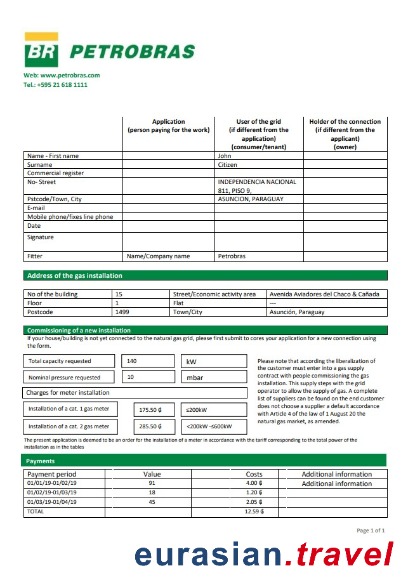 BR PETROBRAS
Web: www.petrobras.com
Tel.: +595 21 618 1111
Application (person paying for the work)
User of the grid (if different from the application) (consumer/tenant)
Holder of the connection (if different from the applicant) (owner)
Name - First name John
Surname Citizen
Commercial register
No- Street INDEPENDENCIA NACIONAL 811, PISO 9,
Pstcode/Town, City ASUNCION, PARAGUAY
E-mail
Mobile phone/fixes line phone
Date
Signature
Fitter Name/Company name Petrobras
Address of the gas installation
No of the building 15 Street/Economic activity area Avenida Aviadores del Chaco & Cañada
Floor 1 Flat ---
Postcode 1499 Town/City Asunción, Paraguay
Commissioning of a new installation
If your house/building is not yet connected to the natural gas grid, please find submit to cores your application for a new connection using
the form.
Total capacity requested 140 kW
Nominal pressure requested 10 mbar
Charges for meter installation
Installation of a cat. 1 gas meter 175.50 ₲ ≤200kW
Installation of a cat. 2 gas meter 285.50 ₲ <200kW -≤600kW
Please note that according the liberalization of
the customer must enter into a gas supply
contract with people commissioning the gas
installation. This supply steps with the grid
operator to allow the supply of gas. A complete
list of suppliers can be found on the end customer
does not choose a supplier a default accordance
with Article 4 of the law of 1 August 20 the
natural gas market, as amended.
The present application is deemed to be an order for the installation of a meter in accordance with the tariff corresponding to the total power of the
installation as in the tables
Payments
Payment period Value Costs Additional information
01/01/19-01/02/19 91 4.00 ₲ Additional information
01/02/19-01/03/19 18 1.20 ₲
01/03/19-01/04/19 45 2.05 ₲
TOTAL 12.59 ₲
Page 1 of 1
eurasian.travel